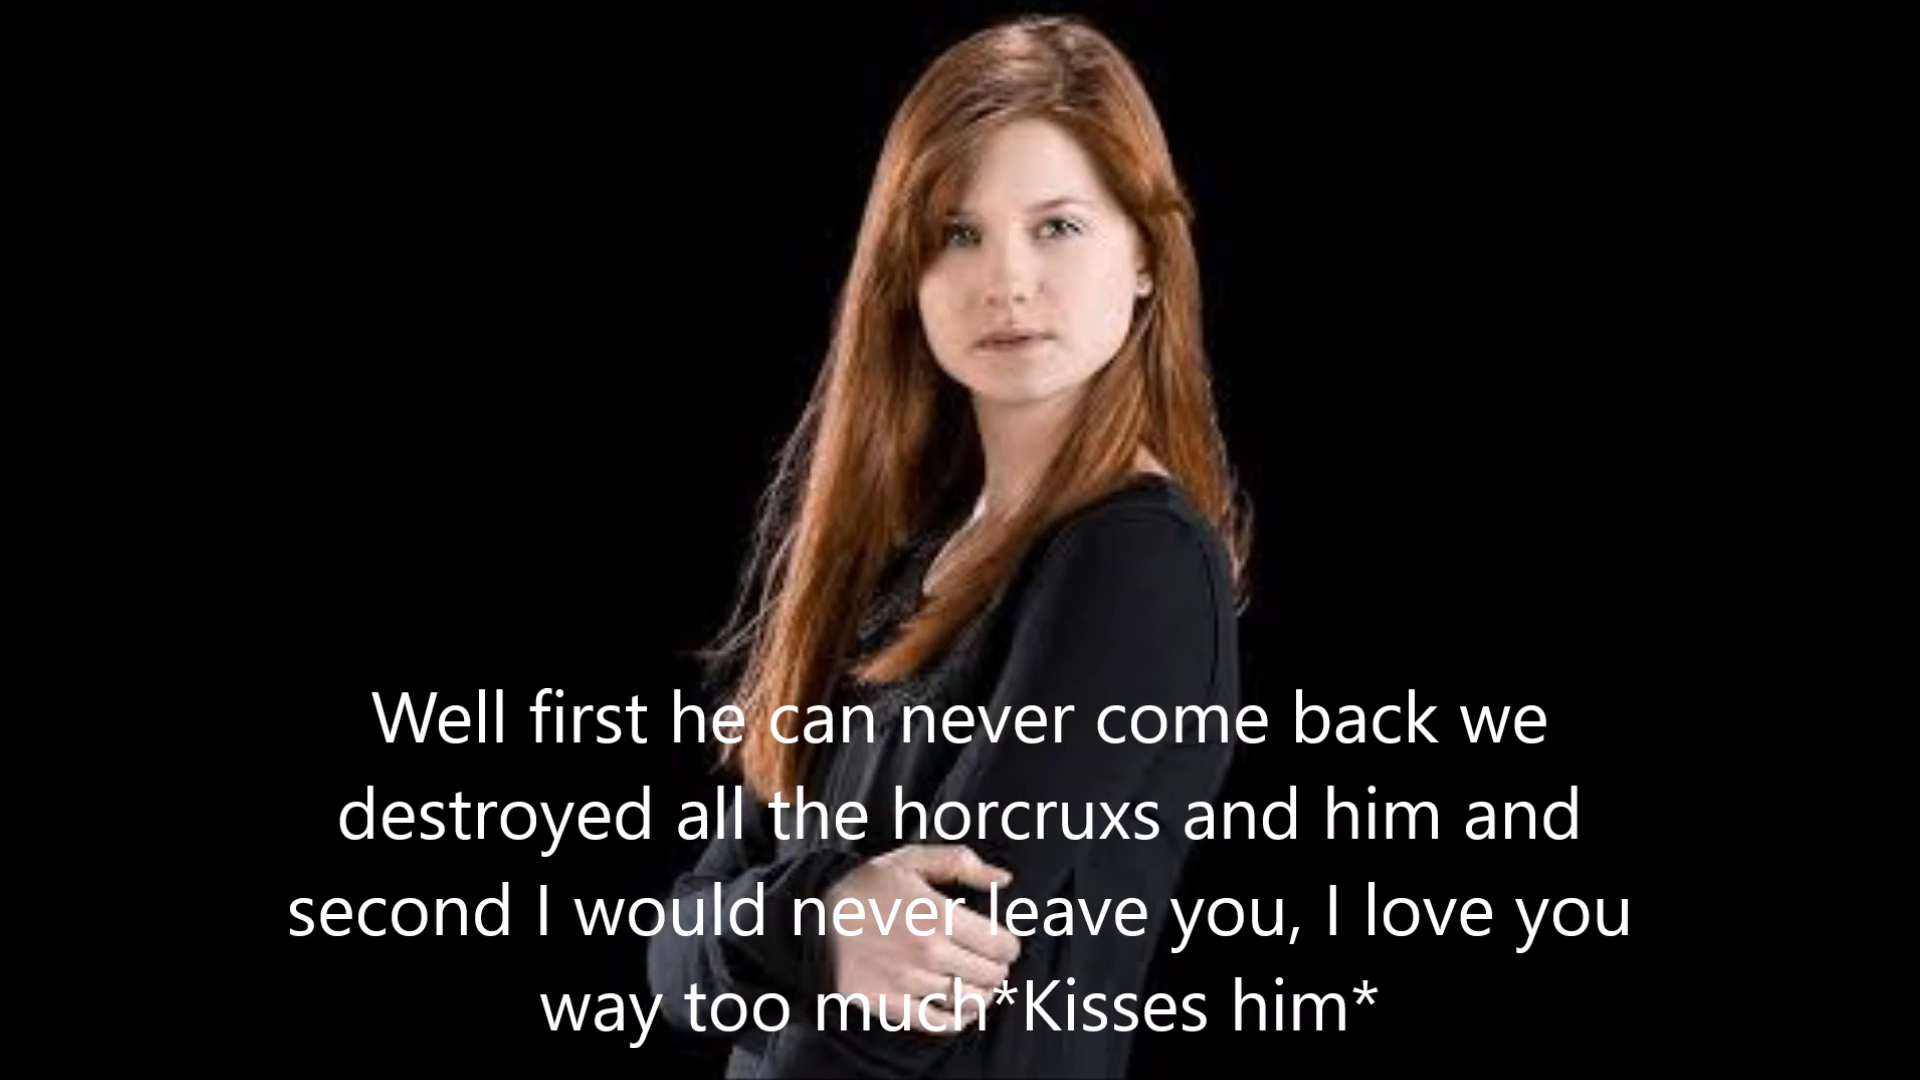 Well first he can never come back we
destroyed all the horcruxs and him and
second I would never leave you, I love you
way too much*Kisses him*